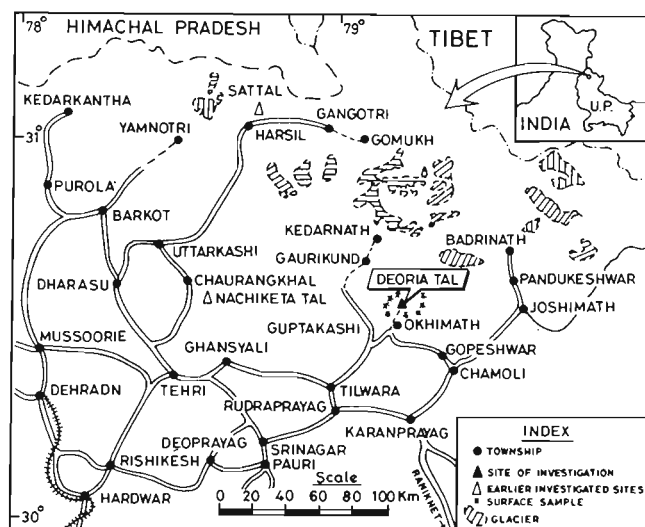 78
HIMACHAL PRADESH
79
TIBET
SATTAL
KEDARKANTHA
YAMNOTRI
GANGOTRI
U.P.
INDIA
31
HARSIL
GOMUKH
PUROLA
BARKOT
KEDARNATH
BADRINATH
UTTARKASHI
GAURIKUND
DHARASU
CHAURANGKHAL
DEORIA TAL
PANDUKESHWAR
NACHIKETA TAL
JOSHIMATH
GUPTAKASHI
OKHIMATH
MUSSOORIE
GHANSYALI
GOPESHWAR
CHAMOLI
DEHRADN
TEHRI
TILWARA
RUDRAPRAYAG
KARANPRAYAG
DEOPRAYAG
SRINAGAR
RISHIKESH
PAURI
HARDWAR
RANIKHET
Scale
0 20 40 60 80 100 Km
30
INDEX
TOWNSHIP
SITE OF INVESTIGATION
EARLIER INVESTIGATED SITES
SURFACE SAMPLE
GLACIER